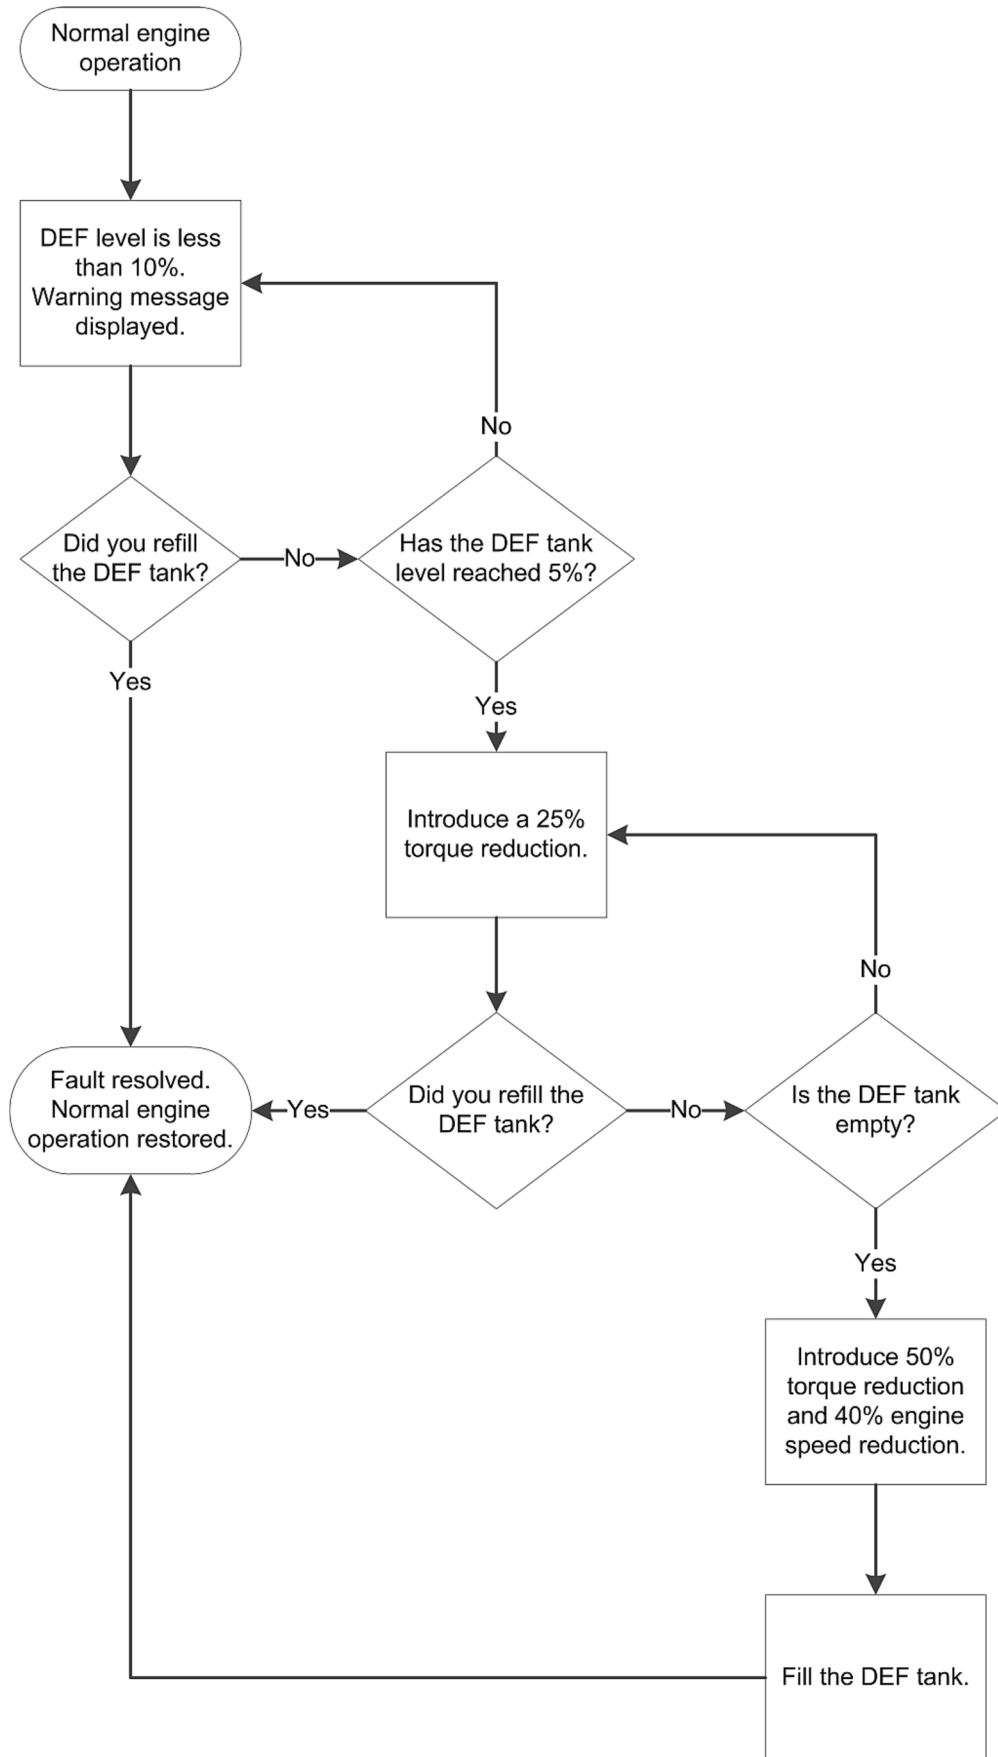 Normal engine
operation
DEF level is less
than 10%.
Warning message
displayed.
No
Did you refill
the DEF tank?
No
Has the DEF tank
level reached 5%?
Yes
Yes
Introduce a 25%
torque reduction.
No
Fault resolved.
Normal engine
operation restored.
Yes
Did you refill the
DEF tank?
No
Is the DEF tank
empty?
Yes
Introduce 50%
torque reduction
and 40% engine
speed reduction.
Fill the DEF tank.